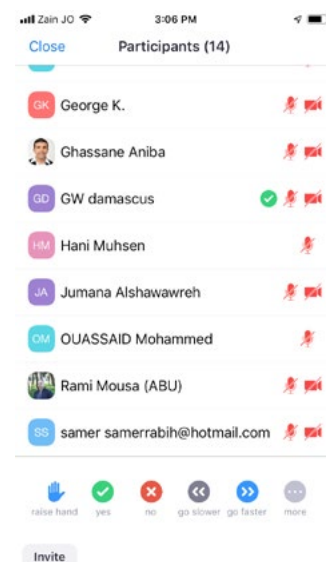 Zain JO 3:06 PM
Close Participants (14)
GK George K.
Ghassane Aniba
GD GW damascus
HM Hani Muhsen
JA Jumana Alshawawreh
OM OUASSAID Mohammed
Rami Mousa (ABU)
SS samer samerrabih@hotmail.com
raise hand yes no go slower go faster more
Invite